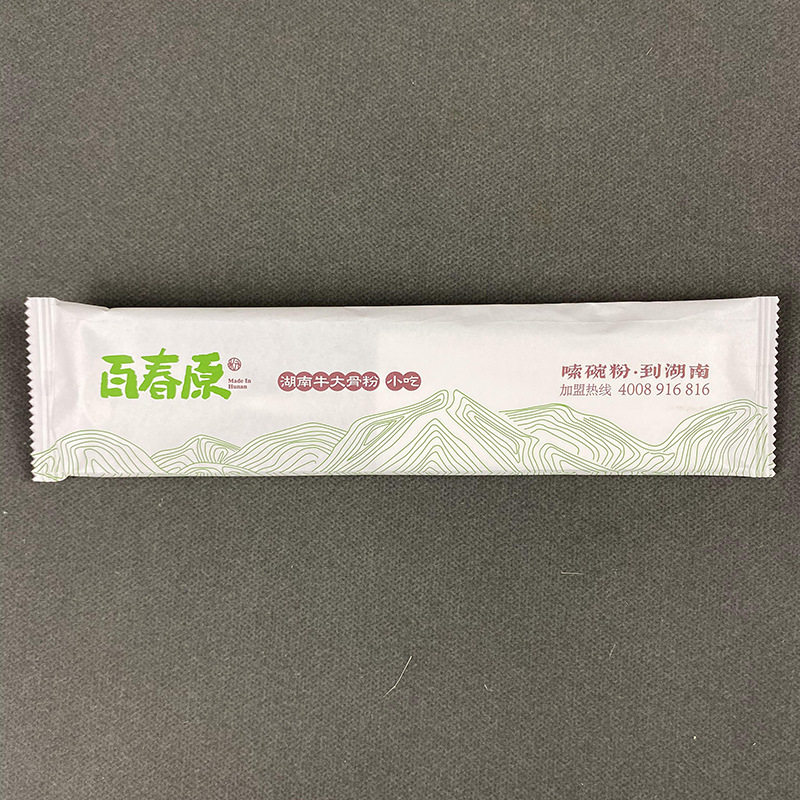 百春原
Made In
Hunan
湖南牛大骨粉 小吃
嗦碗粉·到湖南
加盟热线 4008 916 816